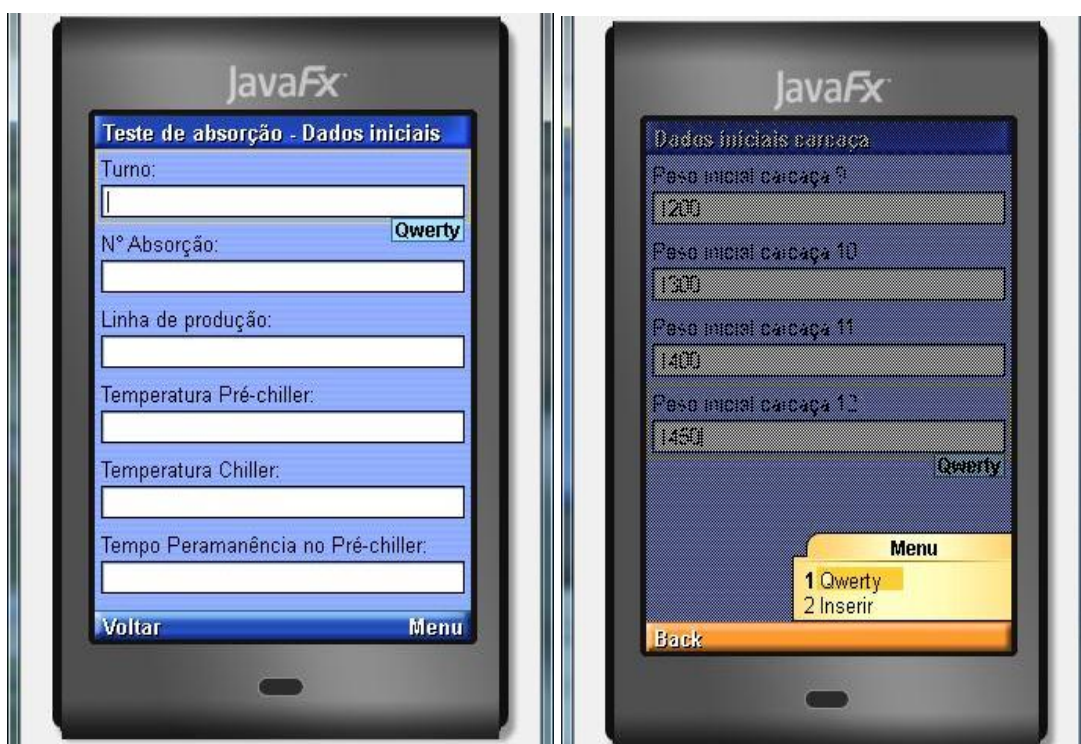 JavaFx
Teste de absorção - Dados iniciais
Turno:
Qwerty
N° Absorção:
Linha de produção:
Temperatura Pré-chiller:
Temperatura Chiller:
Tempo Peramanência no Pré-chiller:
Voltar Menu
JavaFx
Dados iniciais carcaça
Peso inicial carcaça 9
1200
Peso inicial carcaça 10
1300
Peso inicial carcaça 11
1400
Peso inicial carcaça 12
1450
Qwerty
Menu
1 Qwerty
2 Inserir
Back